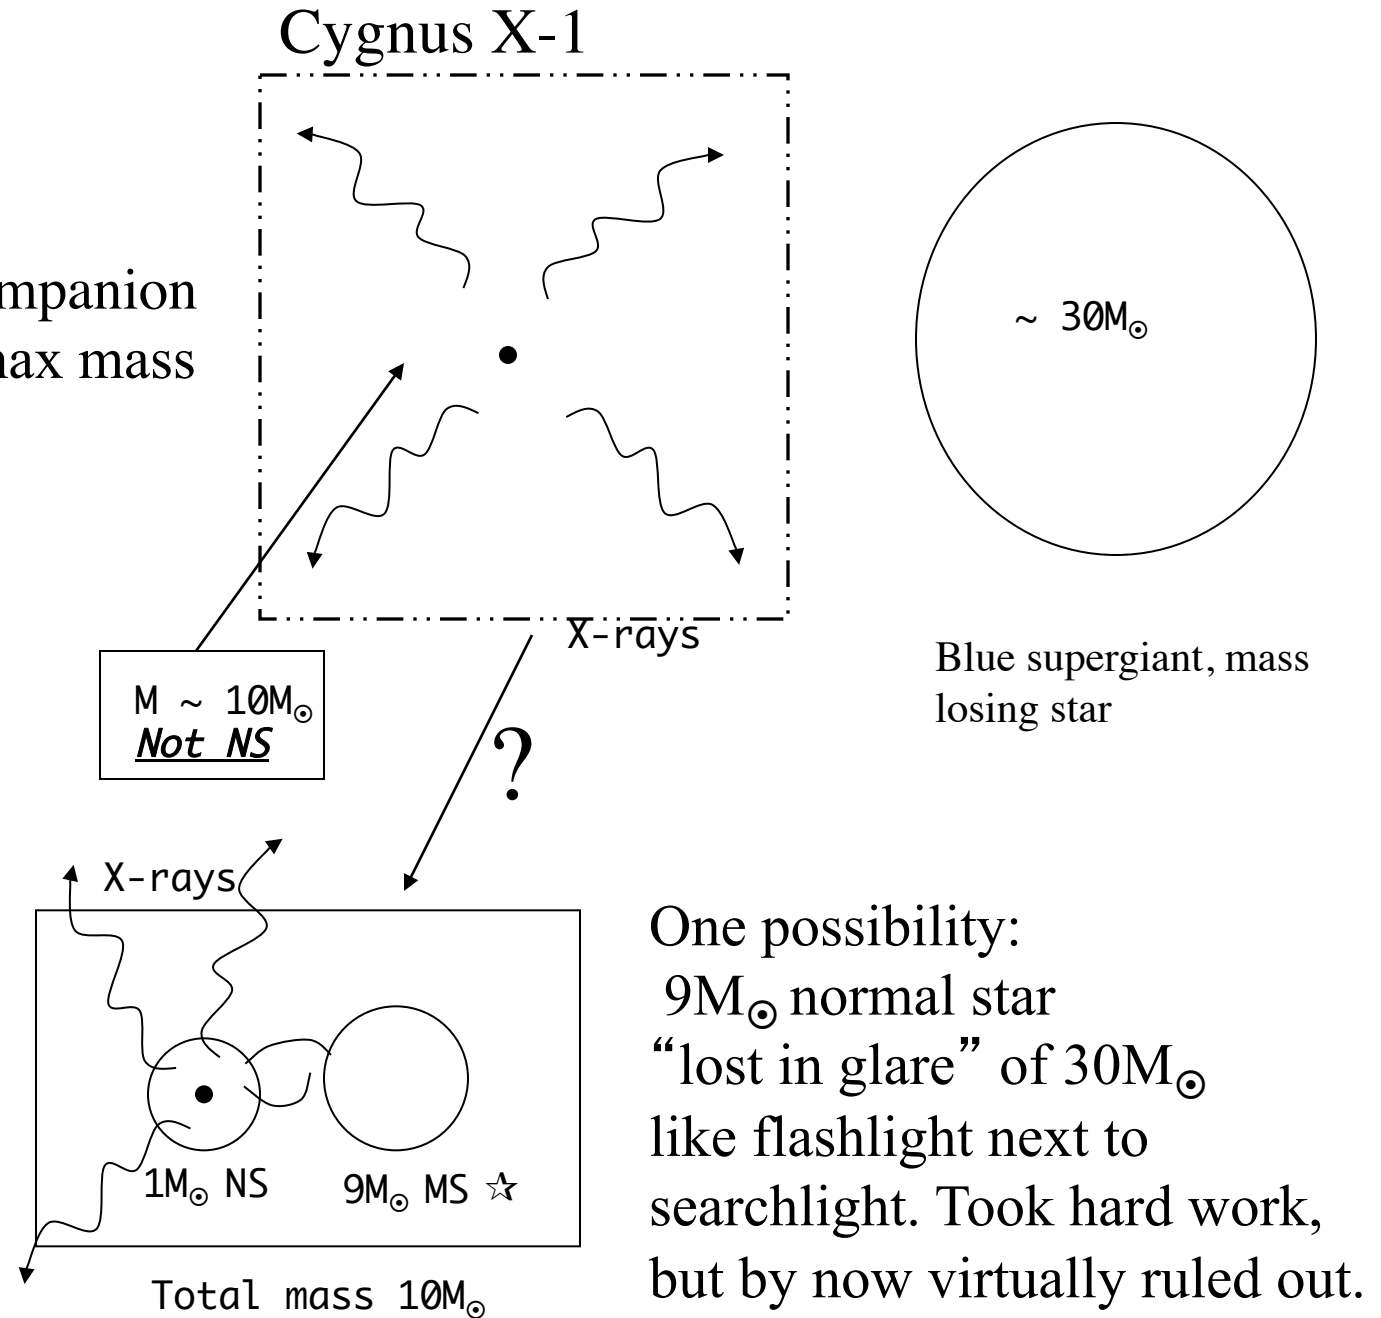 Cygnus X-1
mpanion
ax mass
~ 30M☉
X-rays
Blue supergiant, mass
losing star
M ~ 10M☉
Not NS
?
X-rays
1M☉ NS
9M☉ MS ☆
Total mass 10M☉
One possibility:
9M☉ normal star
“lost in glare” of 30M☉
like flashlight next to
searchlight. Took hard work,
but by now virtually ruled out.